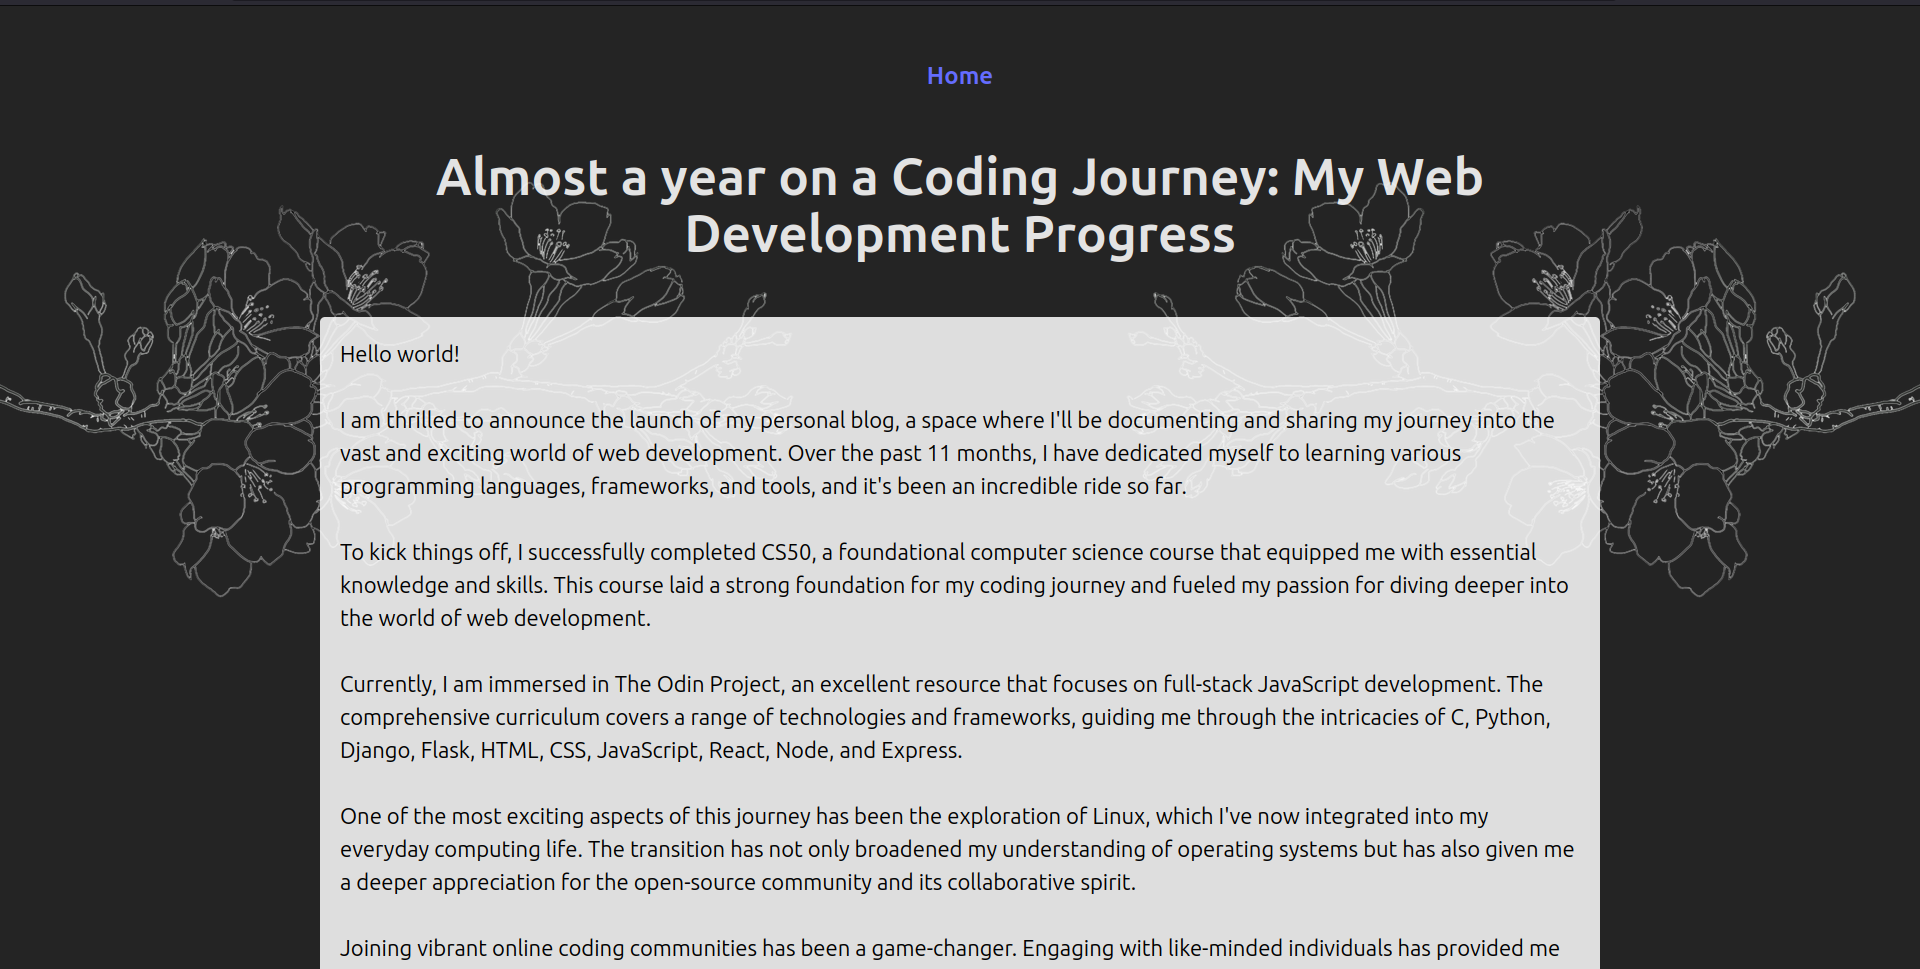 Home
Almost a year on a Coding Journey: My Web
Development Progress
Hello world!
I am thrilled to announce the launch of my personal blog, a space where I'll be documenting and sharing my journey into the
vast and exciting world of web development. Over the past 11 months, I have dedicated myself to learning various
programming languages, frameworks, and tools, and it's been an incredible ride so far.
To kick things off, I successfully completed CS50, a foundational computer science course that equipped me with essential
knowledge and skills. This course laid a strong foundation for my coding journey and fueled my passion for diving deeper into
the world of web development.
Currently, I am immersed in The Odin Project, an excellent resource that focuses on full-stack JavaScript development. The
comprehensive curriculum covers a range of technologies and frameworks, guiding me through the intricacies of C, Python,
Django, Flask, HTML, CSS, JavaScript, React, Node, and Express.
One of the most exciting aspects of this journey has been the exploration of Linux, which I've now integrated into my
everyday computing life. The transition has not only broadened my understanding of operating systems but has also given me
a deeper appreciation for the open-source community and its collaborative spirit.
Joining vibrant online coding communities has been a game-changer. Engaging with like-minded individuals has provided me